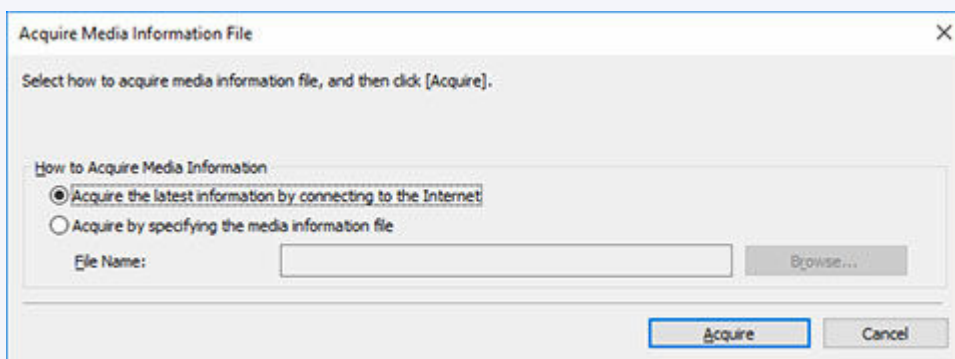 Acquire Media Information File
Select how to acquire media information file, and then click [Acquire].
How to Acquire Media Information
Acquire the latest information by connecting to the Internet
Acquire by specifying the media information file
File Name:
Browse...
Acquire
Cancel